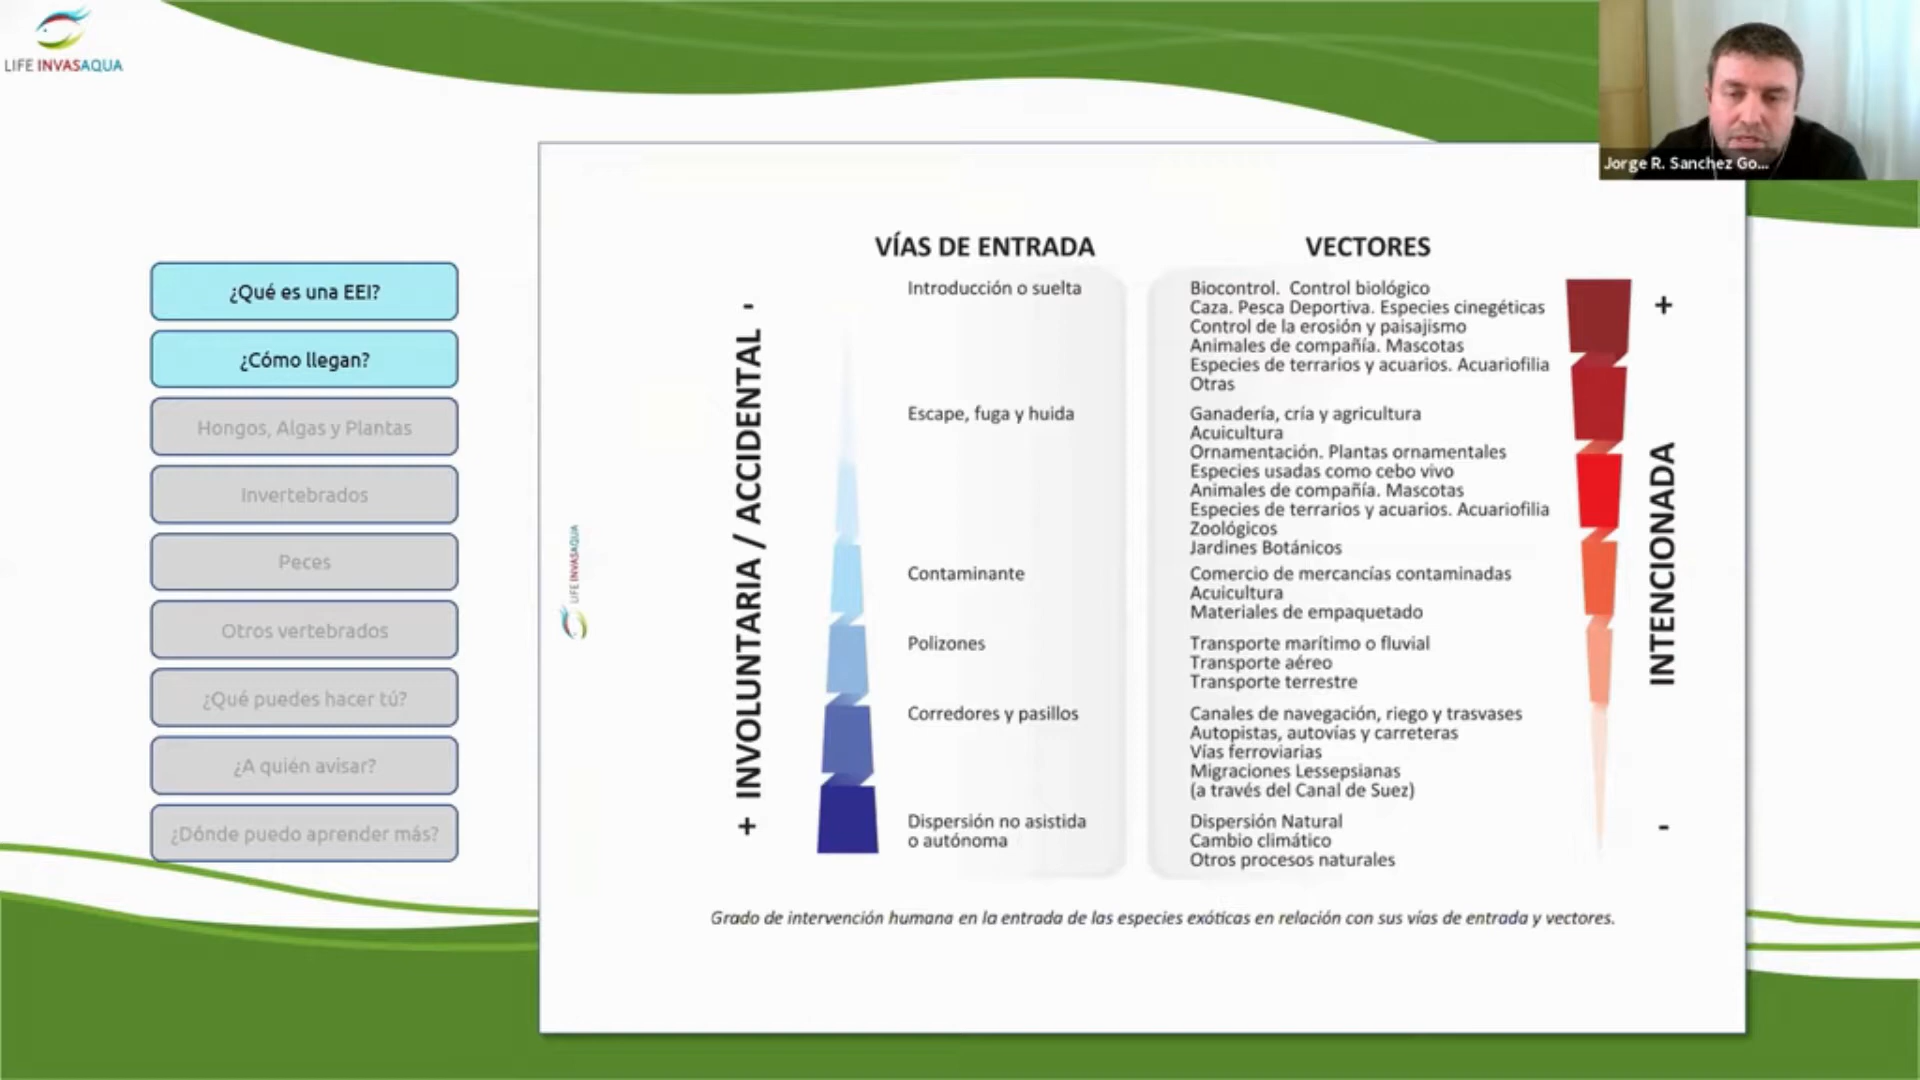 LIFE INVASAQUA
Jorge R. Sanchez Go...
¿Qué es una EEI?
¿Cómo llegan?
Hongos, Algas y Plantas
Invertebrados
Peces
Otros vertebrados
¿Qué puedes hacer tú?
¿A quién avisar?
¿Dónde puedo aprender más?
LIFE INVASAQUA
+ INVOLUNTARIA / ACCIDENTAL -
VÍAS DE ENTRADA
Introducción o suelta
Escape, fuga y huida
Contaminante
Polizones
Corredores y pasillos
Dispersión no asistida
o autónoma
VECTORES
Biocontrol. Control biológico
Caza. Pesca Deportiva. Especies cinegéticas
Control de la erosión y paisajismo
Animales de compañía. Mascotas
Especies de terrarios y acuarios. Acuariofilia
Otras
Ganadería, cría y agricultura
Acuicultura
Ornamentación. Plantas ornamentales
Especies usadas como cebo vivo
Animales de compañía. Mascotas
Especies de terrarios y acuarios. Acuariofilia
Zoológicos
Jardines Botánicos
Comercio de mercancías contaminadas
Acuicultura
Materiales de empaquetado
Transporte marítimo o fluvial
Transporte aéreo
Transporte terrestre
Canales de navegación, riego y trasvases
Autopistas, autovías y carreteras
Vías ferroviarias
Migraciones Lessepsianas
(a través del Canal de Suez)
Dispersión Natural
Cambio climático
Otros procesos naturales
+
INTENCIONADA
-
Grado de intervención humana en la entrada de las especies exóticas en relación con sus vías de entrada y vectores.